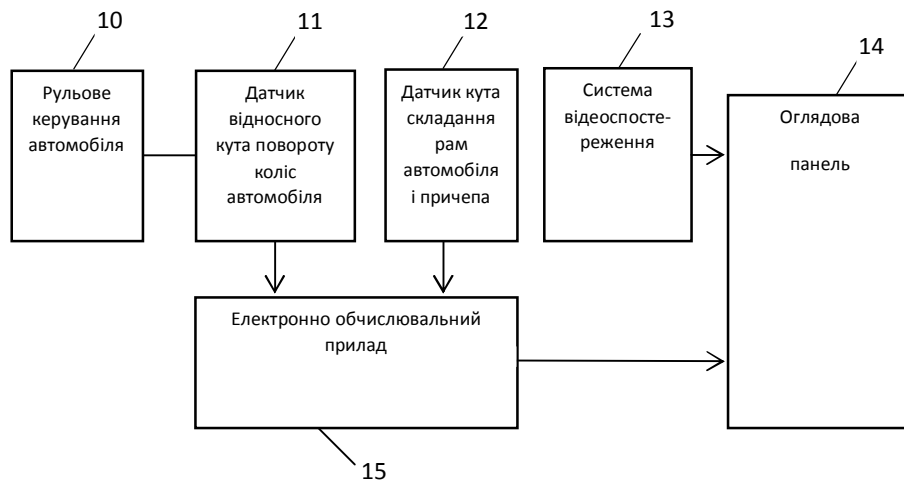 10
11
12
13
14
Рульове
керування
автомобіля
Датчик
відносного
кута повороту
коліс
автомобіля
Датчик кута
складання
рам
автомобіля
і причепа
Система
відеоспосте-
реження
Оглядова
панель
Електронно обчислювальний
прилад
15